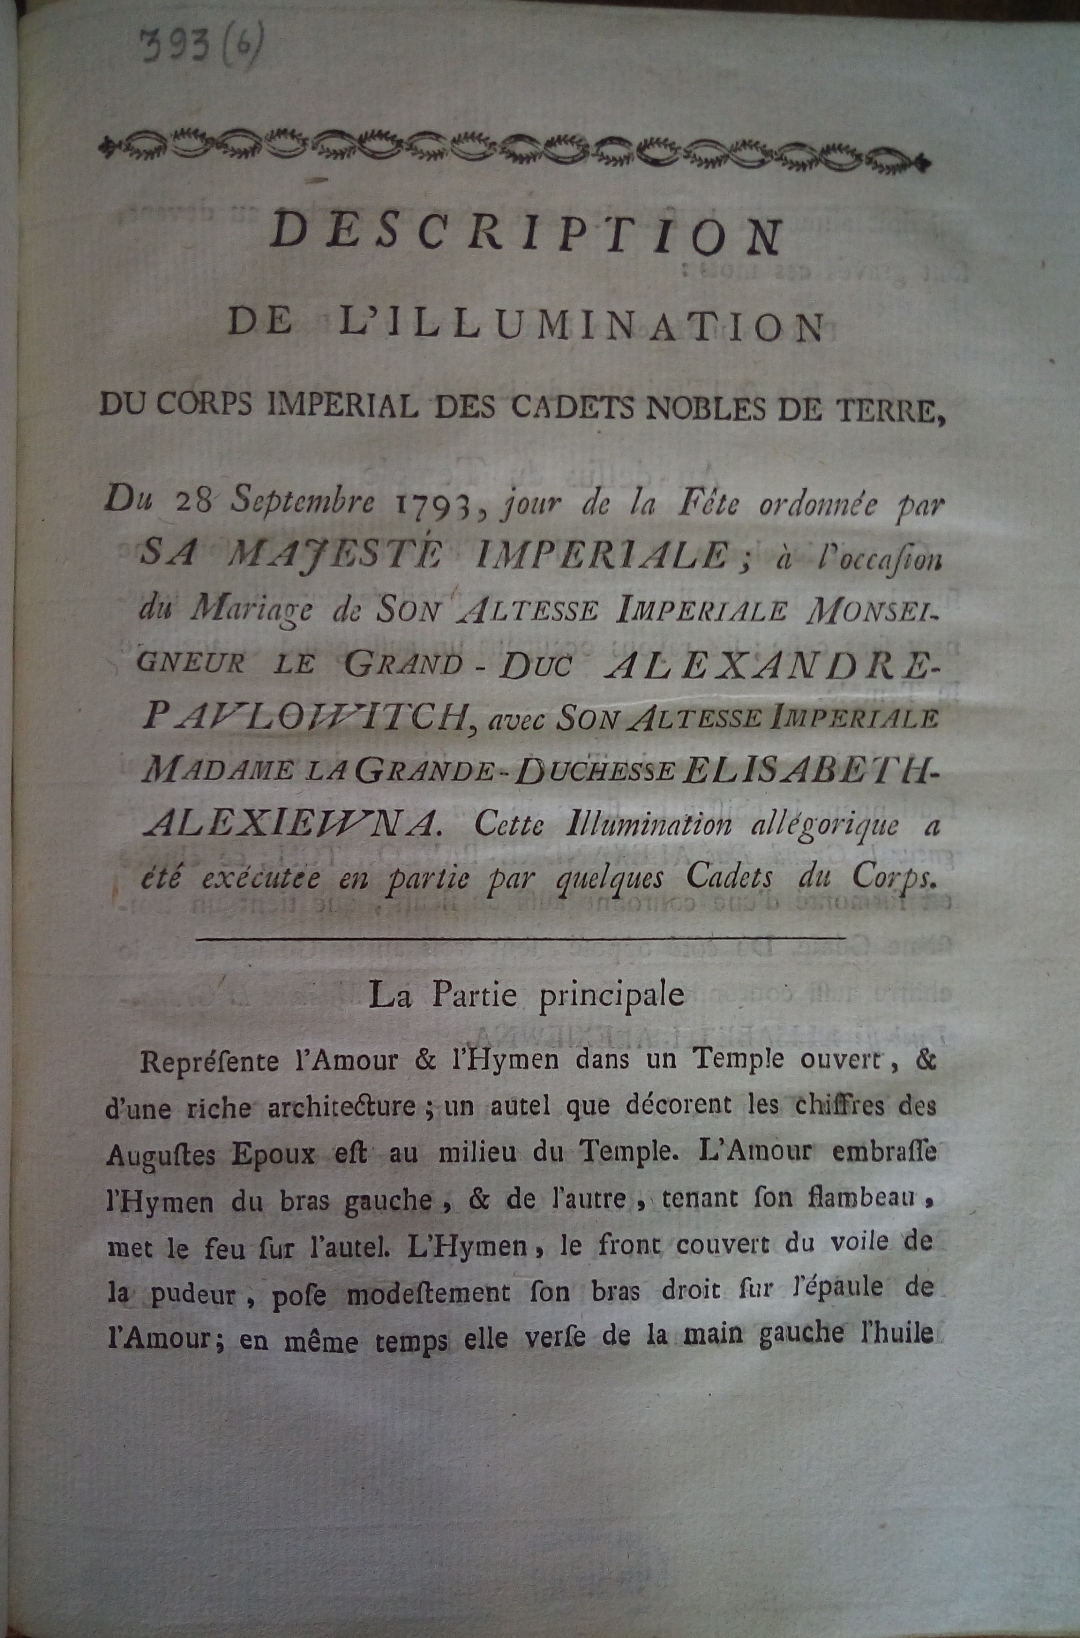 393 (6)
DESCRIPTION
DE L'ILLUMINATION
DU CORPS IMPERIAL DES CADETS NOBLES DE TERRE,
Du 28 Septembre 1793, jour de la Fête ordonnée par
SA MAJESTÉ IMPERIALE; à l'occaſion
du Mariage de SON ALTESSE IMPERIALE MONSEI-
GNEUR LE GRAND-DUC ALEXANDRE-
PAVLOWITCH, avec SON ALTESSE IMPERIALE
MADAME LA GRANDE-DUCHESSE ELISABETH-
ALEXIEWNA. Cette Illumination allégorique a
été exécutée en partie par quelques Cadets du Corps.
La Partie principale
Repréſente l'Amour & l'Hymen dans un Temple ouvert, &
d'une riche architecture; un autel que décorent les chiffres des
Auguſtes Epoux eſt au milieu du Temple. L'Amour embraſſe
l'Hymen du bras gauche, & de l'autre, tenant ſon flambeau,
met le feu ſur l'autel. L'Hymen, le front couvert du voile de
la pudeur, poſe modeſtement ſon bras droit ſur l'épaule de
l'Amour; en même temps elle verſe de la main gauche l'huile